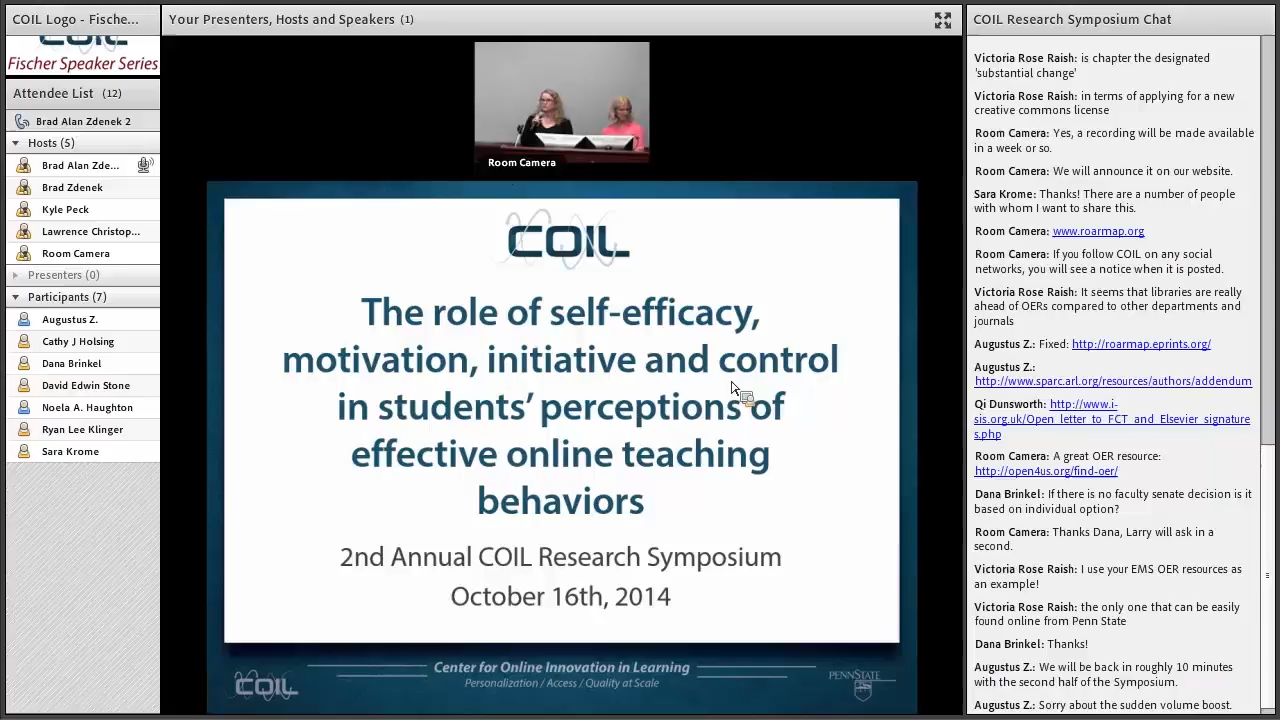 COIL Logo - Fische...
COIL
Fischer Speaker Series
Attendee List (12)
Brad Alan Zdenek 2
Hosts (5)
Brad Alan Zde...
Brad Zdenek
Kyle Peck
Lawrence Christop...
Room Camera
Presenters (0)
Participants (7)
Augustus Z.
Cathy J Holsing
Dana Brinkel
David Edwin Stone
Noela A. Haughton
Ryan Lee Klinger
Sara Krome
Your Presenters, Hosts and Speakers (1)
Room Camera
COIL
The role of self-efficacy,
motivation, initiative and control
in students' perceptions of
effective online teaching
behaviors
2nd Annual COIL Research Symposium
October 16th, 2014
COIL
Center for Online Innovation in Learning
Personalization / Access / Quality at Scale
PENNSTATE
COIL Research Symposium Chat
Victoria Rose Raish: is chapter the designated
'substantial change'
Victoria Rose Raish: in terms of applying for a new
creative commons license
Room Camera: Yes, a recording will be made available
in a week or so.
Room Camera: We will announce it on our website.
Sara Krome: Thanks! There are a number of people
with whom I want to share this.
Room Camera: www.roarmap.org
Room Camera: If you follow COIL on any social
networks, you will see a notice when it is posted.
Victoria Rose Raish: It seems that libraries are really
ahead of OER compared to other departments and
journals
Augustus Z.: Fixed: http://roarmap.eprints.org/
Augustus Z.:
http://www.sparc.arl.org/resources/authors/addendum
Qi Dunsworth: http://www.i-
sis.org.uk/Open_letter_to_FCT_and_Elsevier_signature
s.php
Room Camera: A great OER resource:
http://open4us.org/find-oer/
Dana Brinkel: If there is no faculty senate decision is it
based on individual option?
Room Camera: Thanks Dana, Larry will ask in a
second.
Victoria Rose Raish: I use your EMS OER resources as
an example!
Victoria Rose Raish: the only one that can be easily
found online from Penn State
Dana Brinkel: Thanks!
Augustus Z.: We will be back in roughly 10 minutes
with the second half of the Symposium.
Augustus Z.: Sorry about the sudden volume boost.